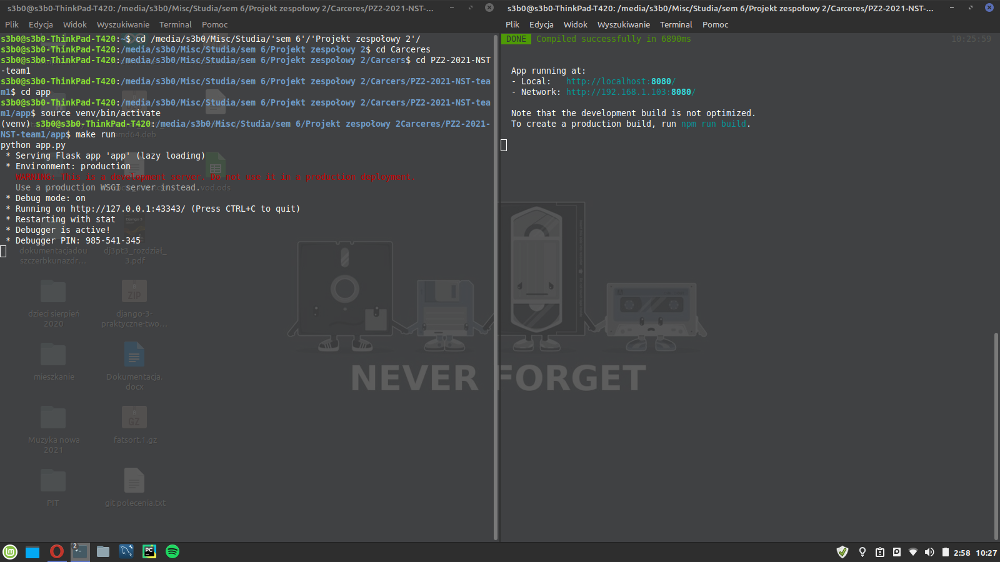 s3b0@s3b0-ThinkPad-T420: /media/s3b0/Misc/Studia/sem 6/Projekt zespołowy 2/Carceres/PZ2-2021-NST-...
Plik Edycja Widok Wyszukiwanie Terminal Pomoc
s3b0@s3b0-ThinkPad-T420:~$ cd /media/s3b0/Misc/Studia/'sem 6'/'Projekt zespołowy 2'/
s3b0@s3b0-ThinkPad-T420:/media/s3b0/Misc/Studia/sem 6/Projekt zespołowy 2$ cd Carceres
s3b0@s3b0-ThinkPad-T420:/media/s3b0/Misc/Studia/sem 6/Projekt zespołowy 2/Carcers$ cd PZ2-2021-NST
-team1
s3b0@s3b0-ThinkPad-T420:/media/s3b0/Misc/Studia/sem 6/Projekt zespołowy 2/Carcers/PZ2-2021-NST-tea
m1$ cd app
s3b0@s3b0-ThinkPad-T420:/media/s3b0/Misc/Studia/sem 6/Projekt zespołowy 2/Carcers/PZ2-2021-NST-tea
m1/app$ source venv/bin/activate
(venv) s3b0@s3b0-ThinkPad-T420:/media/s3b0/Misc/Studia/sem 6/Projekt zespołowy 2Carceres/PZ2-2021-
NST-team1/app$ make run
python app.py
* Serving Flask app 'app' (lazy loading)
* Environment: production
WARNING: This is a development server. Do not use it in a production deployment.
Use a production WSGI server instead.
* Debug mode: on
* Running on http://127.0.0.1:43343/ (Press CTRL+C to quit)
* Restarting with stat
* Debugger is active!
* Debugger PIN: 985-541-345
amd64.deb
vod.ods
Django 3
dokumentacjadou
szczerbkunazdr...
dj3pt3_rozdział_
3.pdf
ZIP
dzieci sierpień
2020
django-3-
praktyczne-two...
mieszkanie
Dokumentacja.
docx
GZ
Muzyka nowa
2021
fatsort.1.gz
PIT
git polecenia.txt
s3b0@s3b0-ThinkPad-T420: /media/s3b0/Misc/Studia/sem 6/Projekt zespołowy 2/Carceres/PZ2-2021-NST-...
Plik Edycja Widok Wyszukiwanie Terminal Pomoc
DONE Compiled successfully in 6890ms 10:25:59
App running at:
- Local: http://localhost:8080/
- Network: http://192.168.1.103:8080/
Note that the development build is not optimized.
To create a production build, run npm run build.
NEVER FORGET
2
PC
2:58 10:27